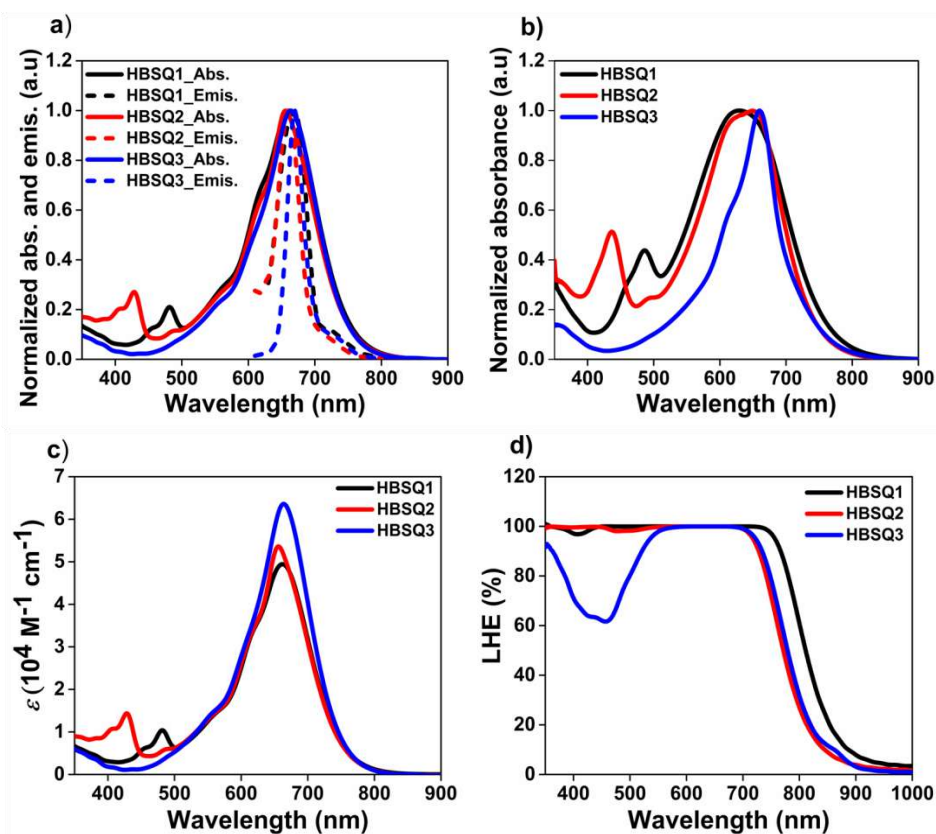 a)
Normalized abs. and emis. (a.u)
1.2
1.0
0.8
0.6
0.4
0.2
0.0
HBSQ1_Abs.
HBSQ1_Emis.
HBSQ2_Abs.
HBSQ2_Emis.
HBSQ3_Abs.
HBSQ3_Emis.
400 500 600 700 800 900
Wavelength (nm)
b)
Normalized absorbance (a.u)
1.2
1.0
0.8
0.6
0.4
0.2
0.0
HBSQ1
HBSQ2
HBSQ3
400 500 600 700 800 900
Wavelength (nm)
c)
ε (10⁴ M⁻¹ cm⁻¹)
7
6
5
4
3
2
1
0
HBSQ1
HBSQ2
HBSQ3
400 500 600 700 800 900
Wavelength (nm)
d)
LHE (%)
120
100
80
60
40
20
0
HBSQ1
HBSQ2
HBSQ3
400 500 600 700 800 900 1000
Wavelength (nm)